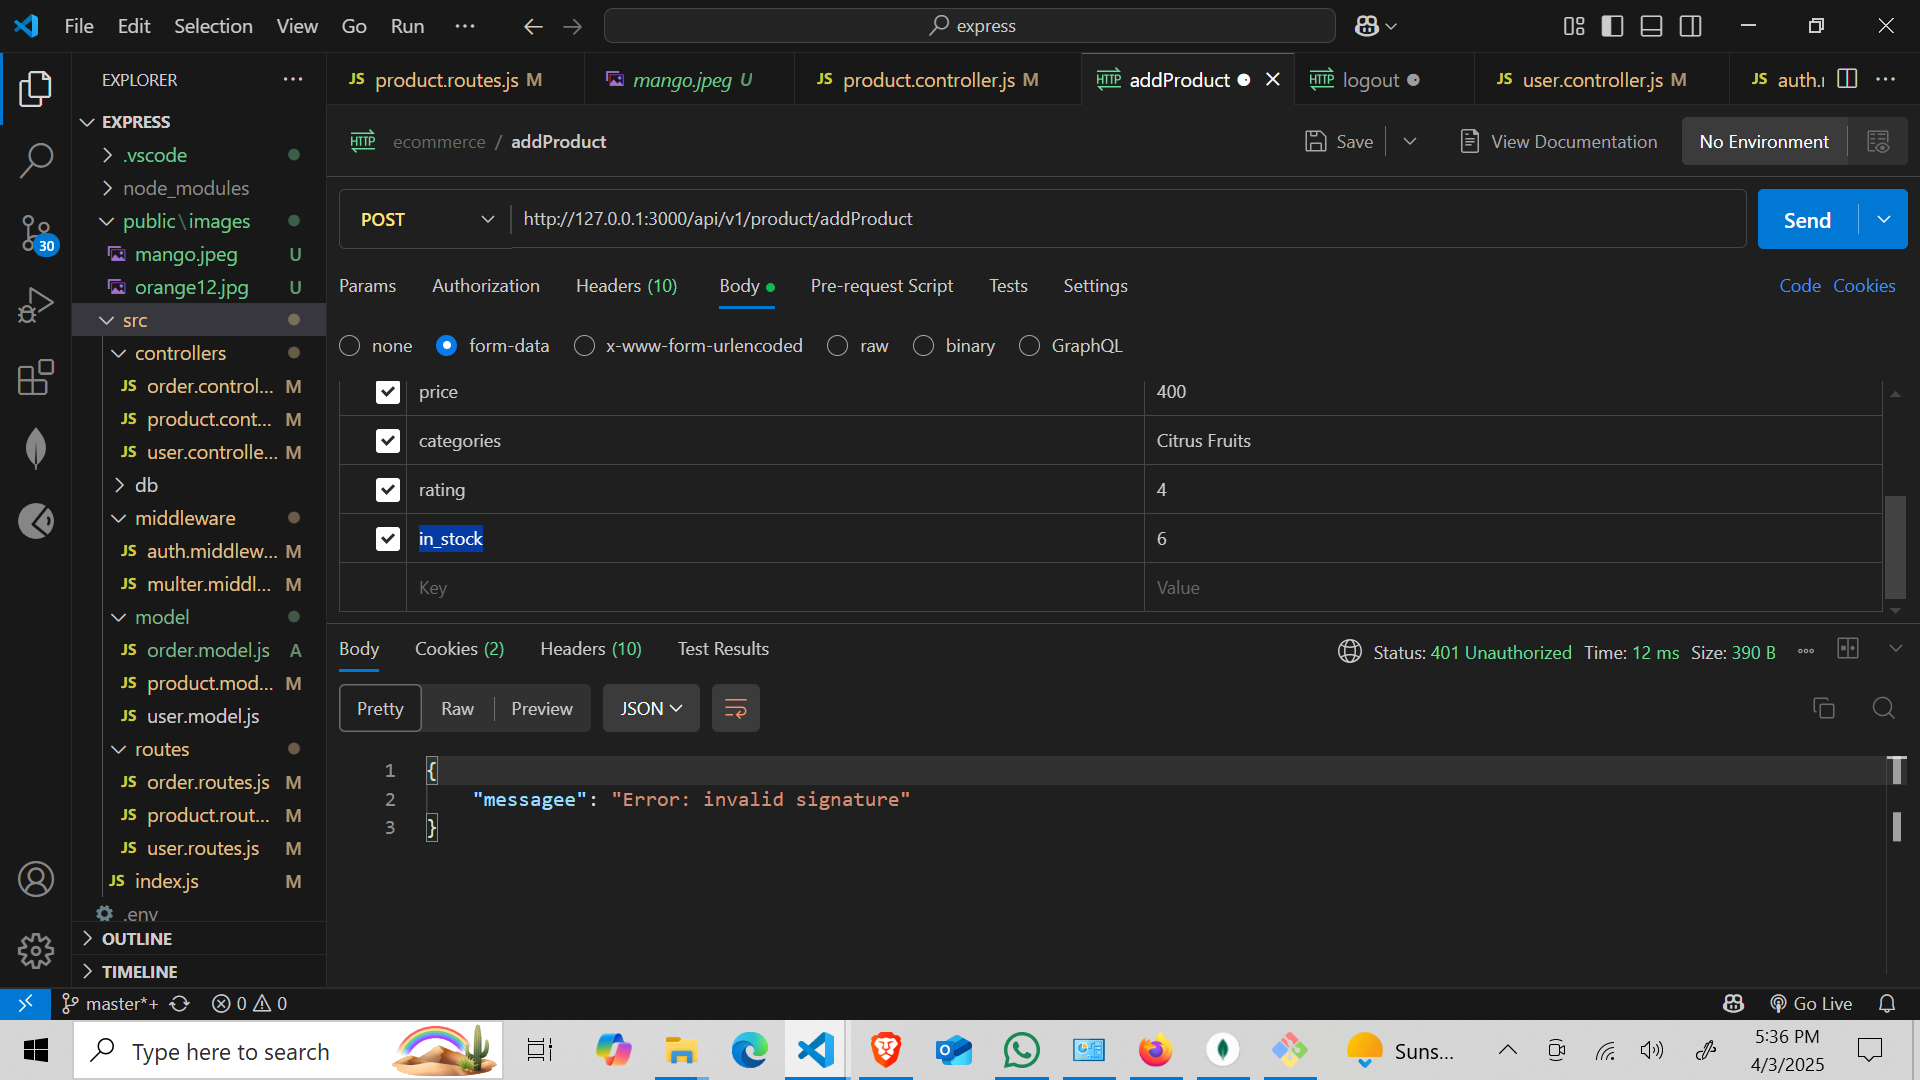 File Edit Selection View Go Run ··· express
EXPLORER ···
EXPRESS
.vscode
node_modules
public\images
mango.jpeg U
orange12.jpg U
src
controllers
JS order.control... M
JS product.cont... M
JS user.controlle... M
db
middleware
JS auth.middlew... M
JS multer.middl... M
model
JS order.model.js A
JS product.mod... M
JS user.model.js
routes
JS order.routes.js M
JS product.rout... M
JS user.routes.js M
JS index.js M
.env
OUTLINE
TIMELINE
30
JS product.routes.js M mango.jpeg U JS product.controller.js M HTTP addProduct HTTP logout JS user.controller.js M JS auth.r ···
HTTP ecommerce / addProduct Save View Documentation No Environment
POST http://127.0.0.1:3000/api/v1/product/addProduct Send
Params Authorization Headers (10) Body Pre-request Script Tests Settings Code Cookies
none form-data x-www-form-urlencoded raw binary GraphQL
price 400
categories Citrus Fruits
rating 4
in_stock 6
Key Value
Body Cookies (2) Headers (10) Test Results Status: 401 Unauthorized Time: 12 ms Size: 390 B
Pretty Raw Preview JSON
1 {
2 "messagee": "Error: invalid signature"
3 }
master*+ 0 0 Go Live
Type here to search Suns... 5:36 PM
4/3/2025